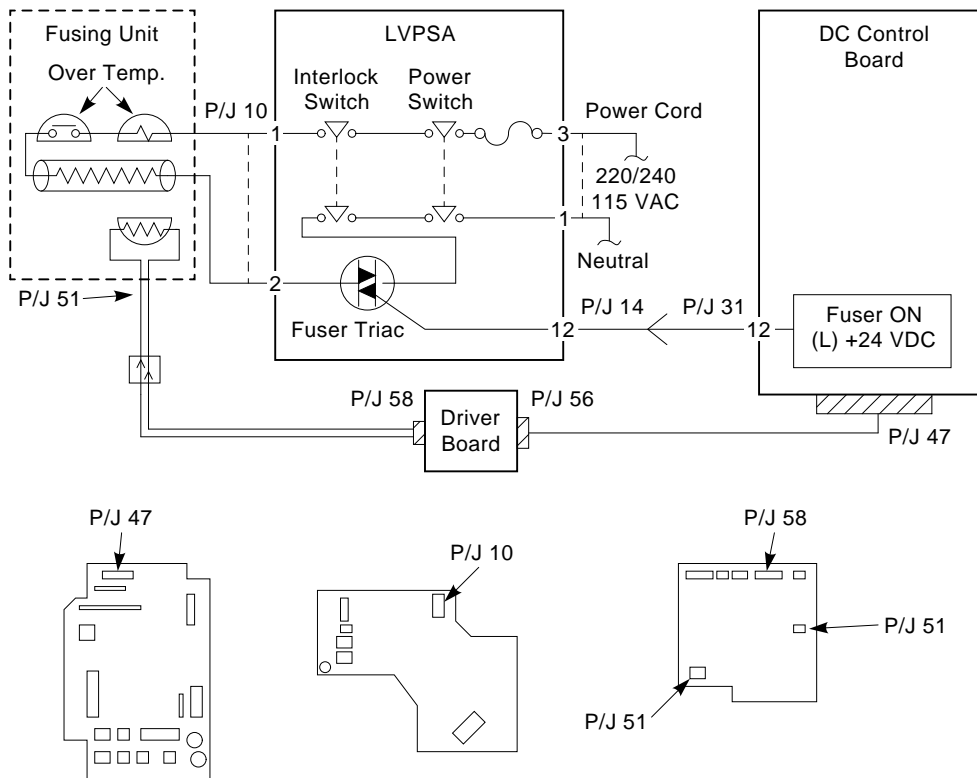 Fusing Unit
Over Temp.
P/J 10
LVPSA
Interlock
Switch
Power
Switch
1
3
Power Cord
220/240
115 VAC
1
Neutral
2
Fuser Triac
12
P/J 14
P/J 31
12
DC Control
Board
Fuser ON
(L) +24 VDC
P/J 51
P/J 58
Driver
Board
P/J 56
P/J 47
P/J 47
P/J 10
P/J 58
P/J 51
P/J 51